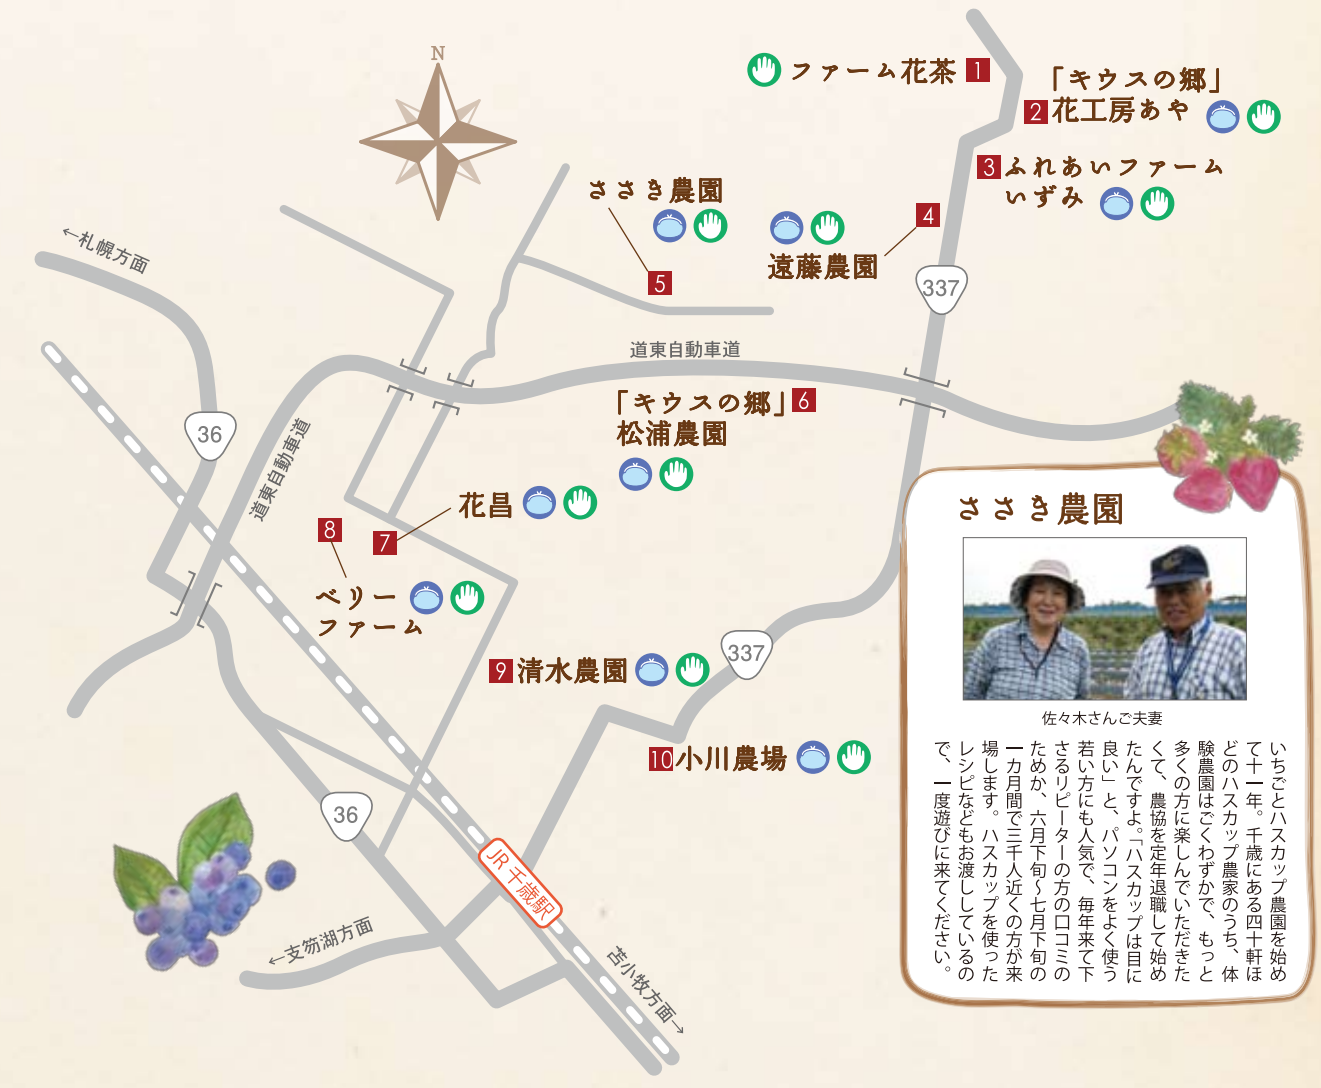 N
ファーム花茶 1
「キウスの郷」
2 花工房あや
3 ふれあいファーム
いずみ
4
遠藤農園
ささき農園
5
337
←札幌方面
道東自動車道
36
道東自動車道
「キウスの郷」 6
松浦農園
花昌
7
8
ベリー
ファーム
9 清水農園
337
10 小川農場
36
JR 千歳駅
←支笏湖方面
苫小牧方面→
ささき農園
佐々木さんご夫妻
いちごとハスカップ農園を始め
て十一年。千歳にある四十軒ほ
どのハスカップ農家のうち、体
験農園はごくわずかで、もっと
多くの方に楽しんでいただきた
くて、農協を定年退職して始め
たんですよ。「ハスカップは目に
良い」と、パソコンをよく使う
若い方にも人気で、毎年来て下
さるリピーターの方の口コミの
ためか、六月下旬〜七月下旬の
一カ月間で三千人近くの方が来
場します。ハスカップを使った
レシピなどもお渡ししているの
で、一度遊びに来てください。